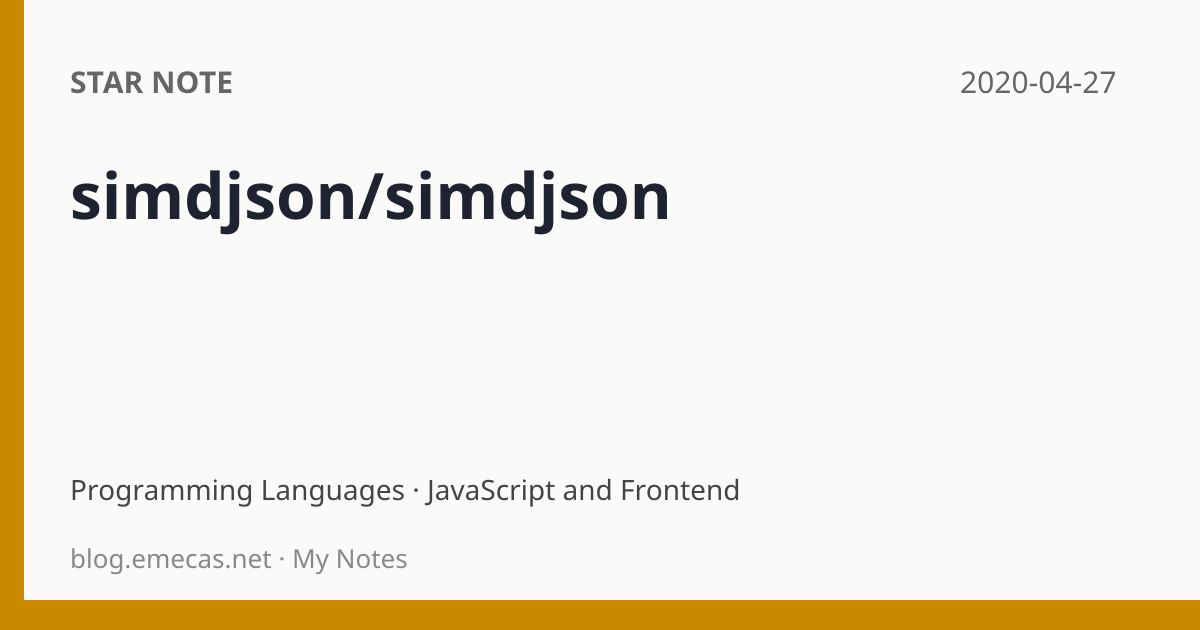 STAR NOTE
2020-04-27
simdjson/simdjson
Programming Languages · JavaScript and Frontend
blog.emecas.net · My Notes